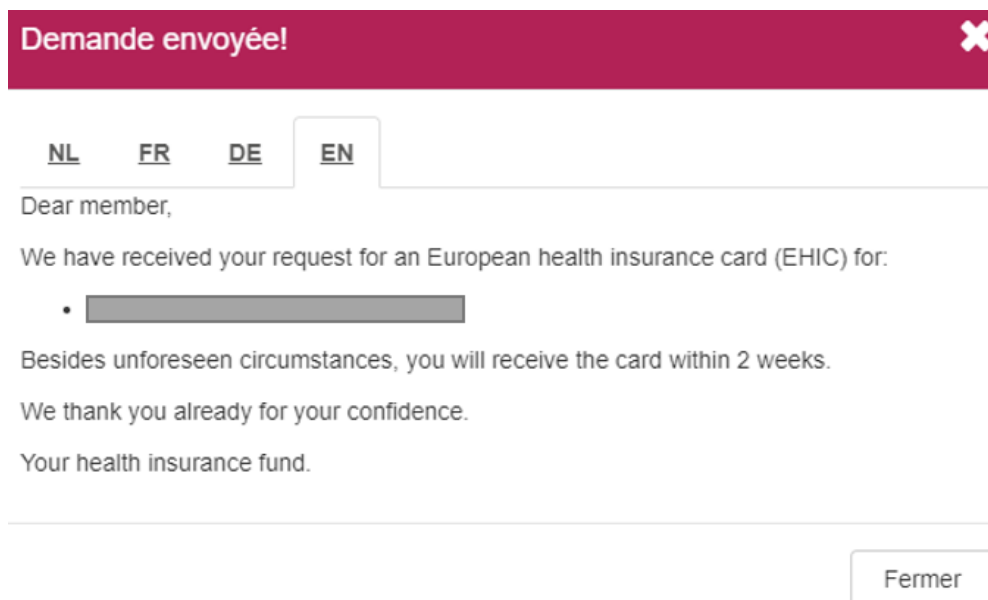 Demande envoyée!
NL FR DE EN
Dear member,
We have received your request for an European health insurance card (EHIC) for:
Besides unforeseen circumstances, you will receive the card within 2 weeks.
We thank you already for your confidence.
Your health insurance fund.
Fermer